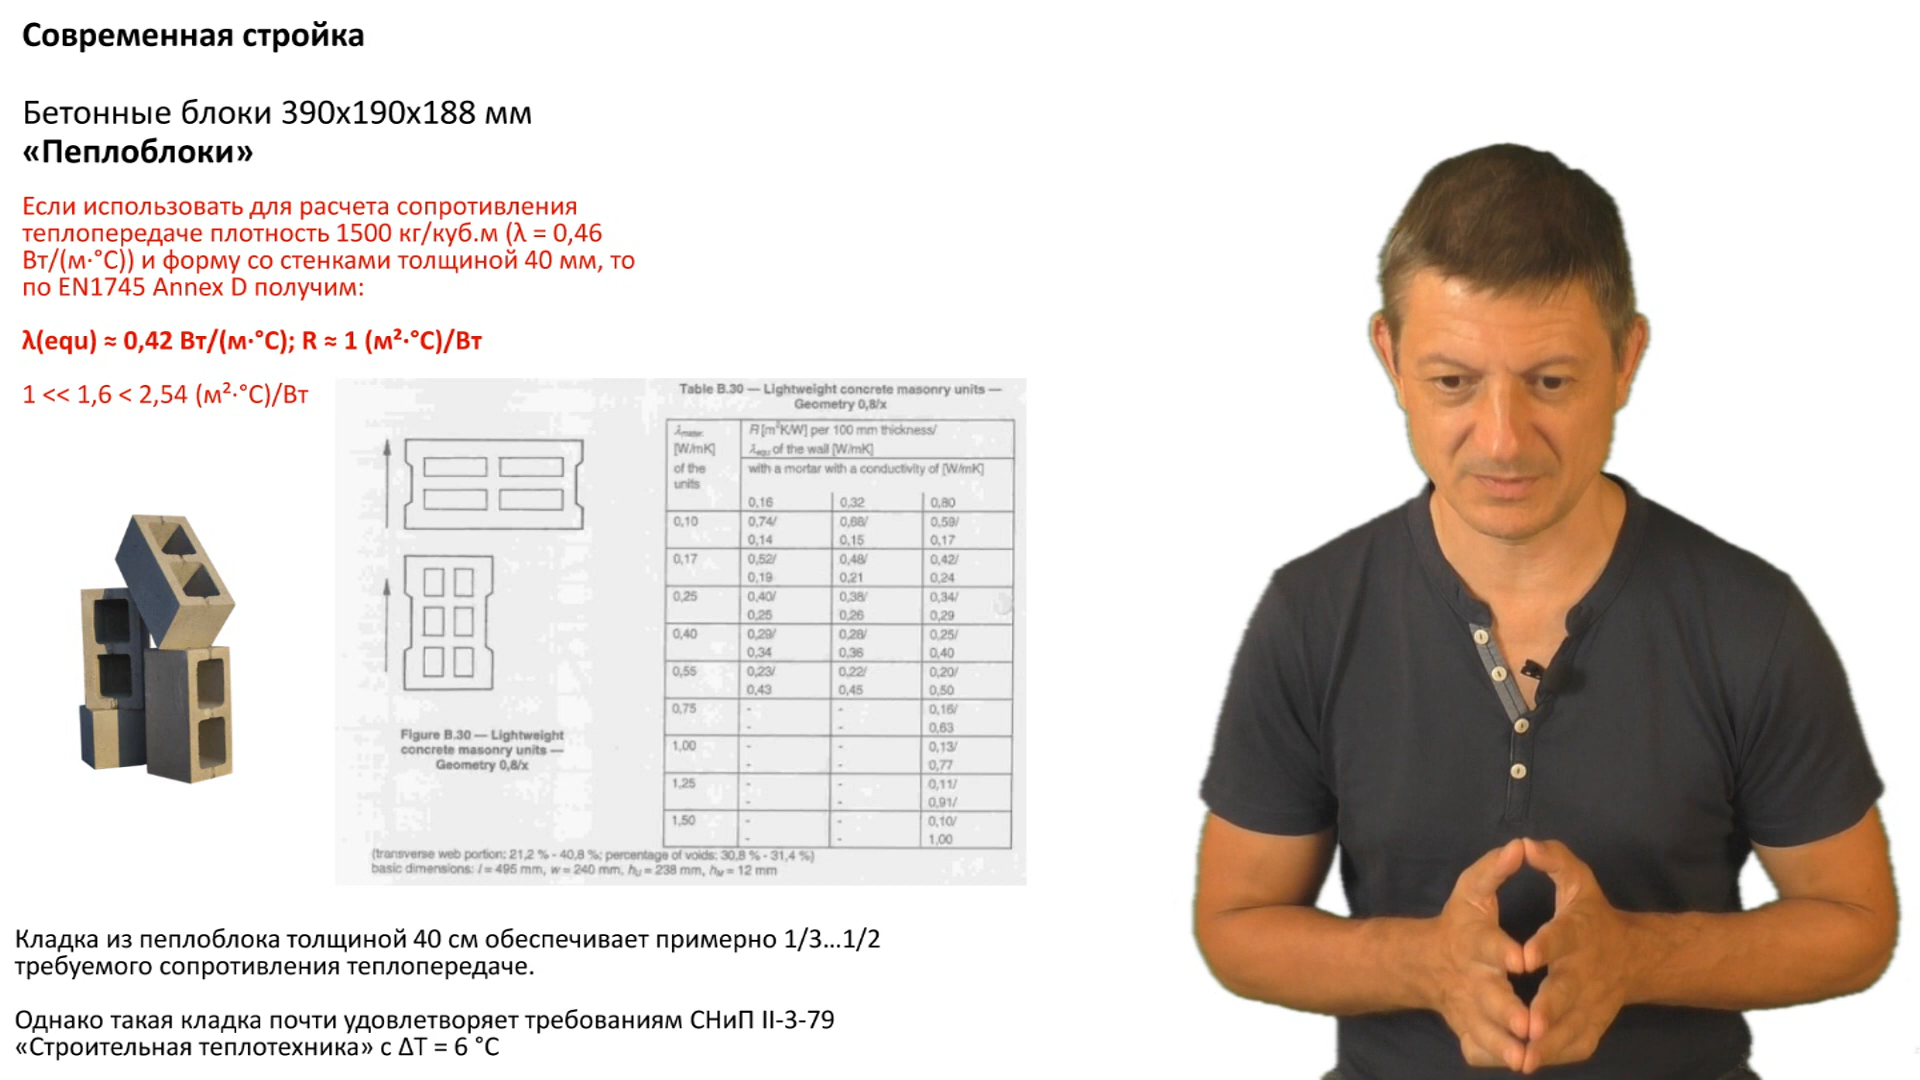 Современная стройка
Бетонные блоки 390х190х188 мм
«Пеплоблоки»
Если использовать для расчета сопротивления
теплопередаче плотность 1500 кг/куб.м (λ = 0,46
Вт/(м·°С)) и форму со стенками толщиной 40 мм, то
по EN1745 Annex D получим:
λ(equ) ≈ 0,42 Вт/(м·°С); R ≈ 1 (м²·°С)/Вт
1 << 1,6 < 2,54 (м²·°С)/Вт
Table B.30 — Lightweight concrete masonry units —
Geometry 0,8/x
λmater. R [m²K/W] per 100 mm thickness/
[W/mK] λequ of the wall [W/mK]
of the with a mortar with a conductivity of [W/mK]
units
0,16 0,32 0,80
0,10 0,74/ 0,68/ 0,59/
0,14 0,15 0,17
0,17 0,52/ 0,48/ 0,42/
0,19 0,21 0,24
0,25 0,40/ 0,38/ 0,34/
0,25 0,26 0,29
0,40 0,29/ 0,28/ 0,25/
0,34 0,36 0,40
0,55 0,23/ 0,22/ 0,20/
0,43 0,45 0,50
0,75 - - 0,16/
- - 0,63
1,00 - - 0,13/
- - 0,77
1,25 - - 0,11/
- - 0,91/
1,50 - - 0,10/
- - 1,00
Figure B.30 — Lightweight
concrete masonry units —
Geometry 0,8/x
(transverse web portion: 21,2 % - 40,8 %; percentage of voids: 30,8 % - 31,4 %)
basic dimensions: l = 495 mm, w = 240 mm, hU = 238 mm, hM = 12 mm
Кладка из пеплоблока толщиной 40 см обеспечивает примерно 1/3…1/2
требуемого сопротивления теплопередаче.
Однако такая кладка почти удовлетворяет требованиям СНиП II-3-79
«Строительная теплотехника» с ΔТ = 6 °С